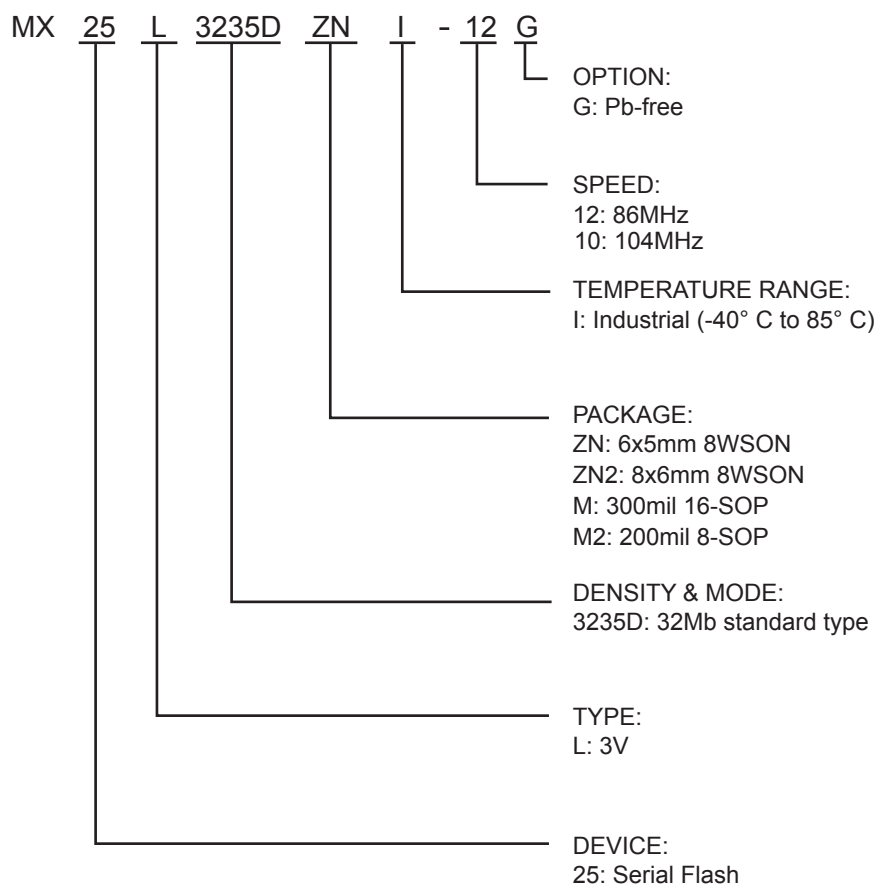 MX 25 L 3235D ZN I - 12 G
OPTION:
G: Pb-free
SPEED:
12: 86MHz
10: 104MHz
TEMPERATURE RANGE:
I: Industrial (-40° C to 85° C)
PACKAGE:
ZN: 6x5mm 8WSON
ZN2: 8x6mm 8WSON
M: 300mil 16-SOP
M2: 200mil 8-SOP
DENSITY & MODE:
3235D: 32Mb standard type
TYPE:
L: 3V
DEVICE:
25: Serial Flash